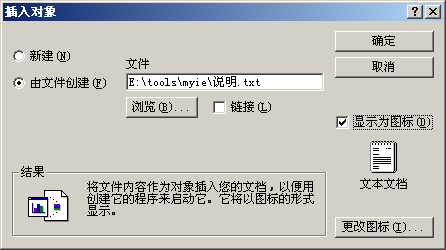 插入对象
新建(N)
由文件创建(F)
文件
E:\tools\myie\说明.txt
浏览(B)...
链接(L)
确定
取消
显示为图标(D)
文本文档
更改图标(I)...
结果
将文件内容作为对象插入您的文档，以便用
创建它的程序来启动它。它将以图标的形式
显示。